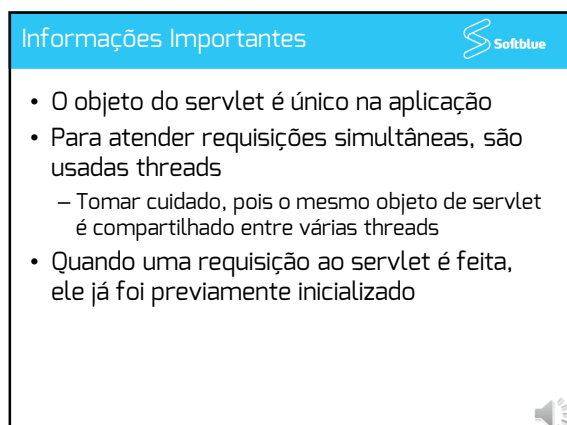 Informações Importantes
Softblue
• O objeto do servlet é único na aplicação
• Para atender requisições simultâneas, são
usadas threads
– Tomar cuidado, pois o mesmo objeto de servlet
é compartilhado entre várias threads
• Quando uma requisição ao servlet é feita,
ele já foi previamente inicializado